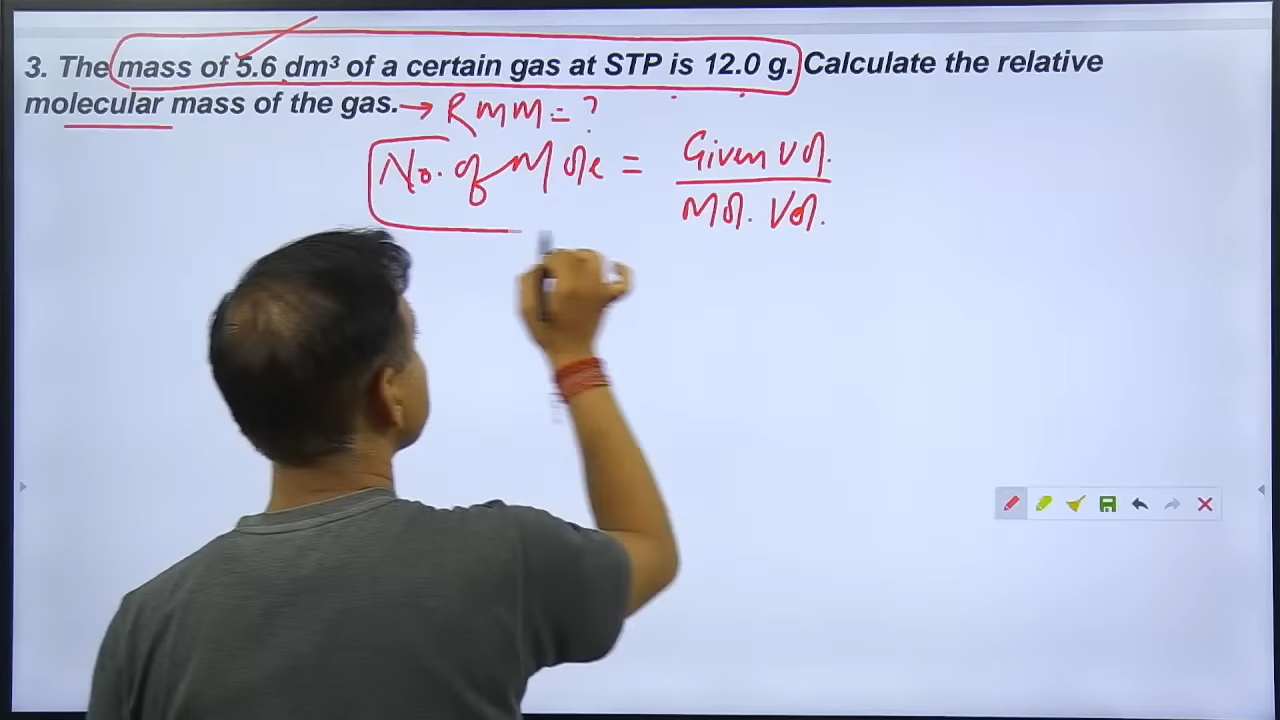 3. The mass of 5.6 dm³ of a certain gas at STP is 12.0 g. Calculate the relative
molecular mass of the gas. → RMM = ?
No. of Mole = Given Vol.
Mol. Vol.